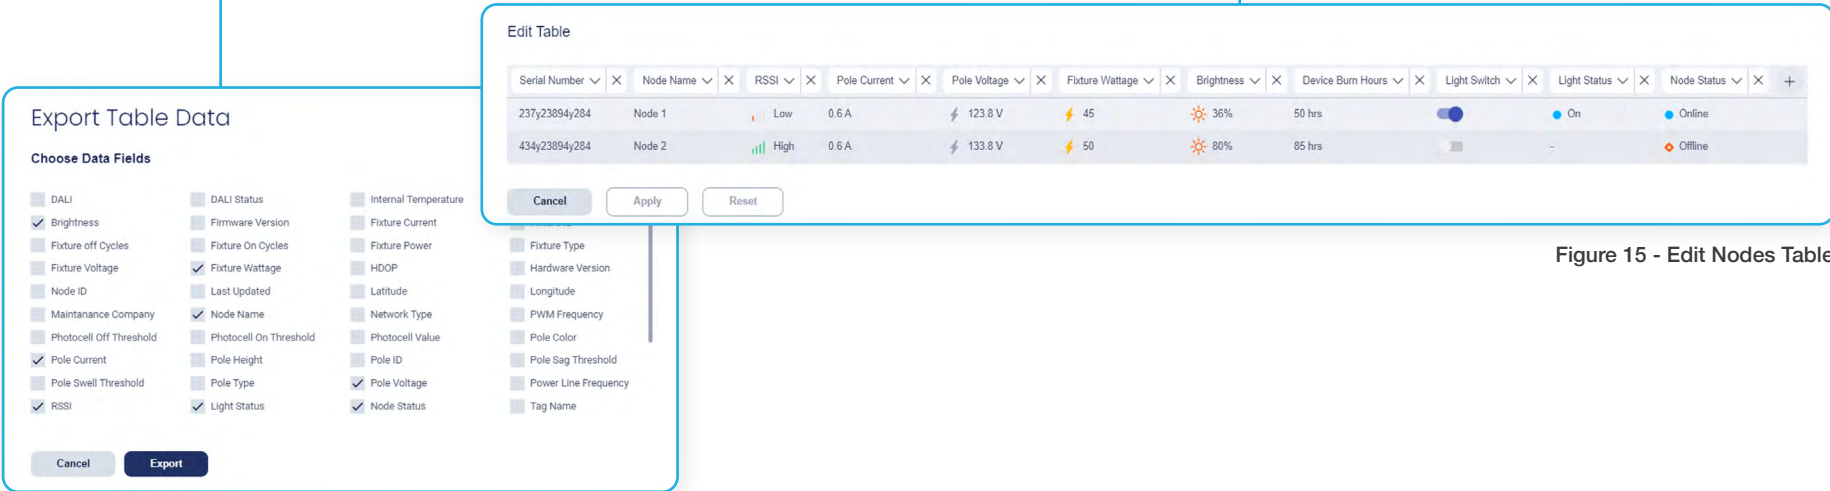 Edit Table
Serial Number Node Name RSSI Pole Current Pole Voltage Fixture Wattage Brightness Device Burn Hours Light Switch Light Status Node Status +
237y23894y284 Node 1 Low 0.6 A 123.8 V 45 36% 50 hrs On Online
434y23894y284 Node 2 High 0.6 A 133.8 V 50 80% 85 hrs - Offline
Cancel Apply Reset
Figure 15 - Edit Nodes Table
Export Table Data
Choose Data Fields
DALI DALI Status Internal Temperature
Brightness Firmware Version Fixture Current
Fixture off Cycles Fixture On Cycles Fixture Power Fixture Type
Fixture Voltage Fixture Wattage HDOP Hardware Version
Node ID Last Updated Latitude Longitude
Maintanance Company Node Name Network Type PWM Frequency
Photocell Off Threshold Photocell On Threshold Photocell Value Pole Color
Pole Current Pole Height Pole ID Pole Sag Threshold
Pole Swell Threshold Pole Type Pole Voltage Power Line Frequency
RSSI Light Status Node Status Tag Name
Cancel Export